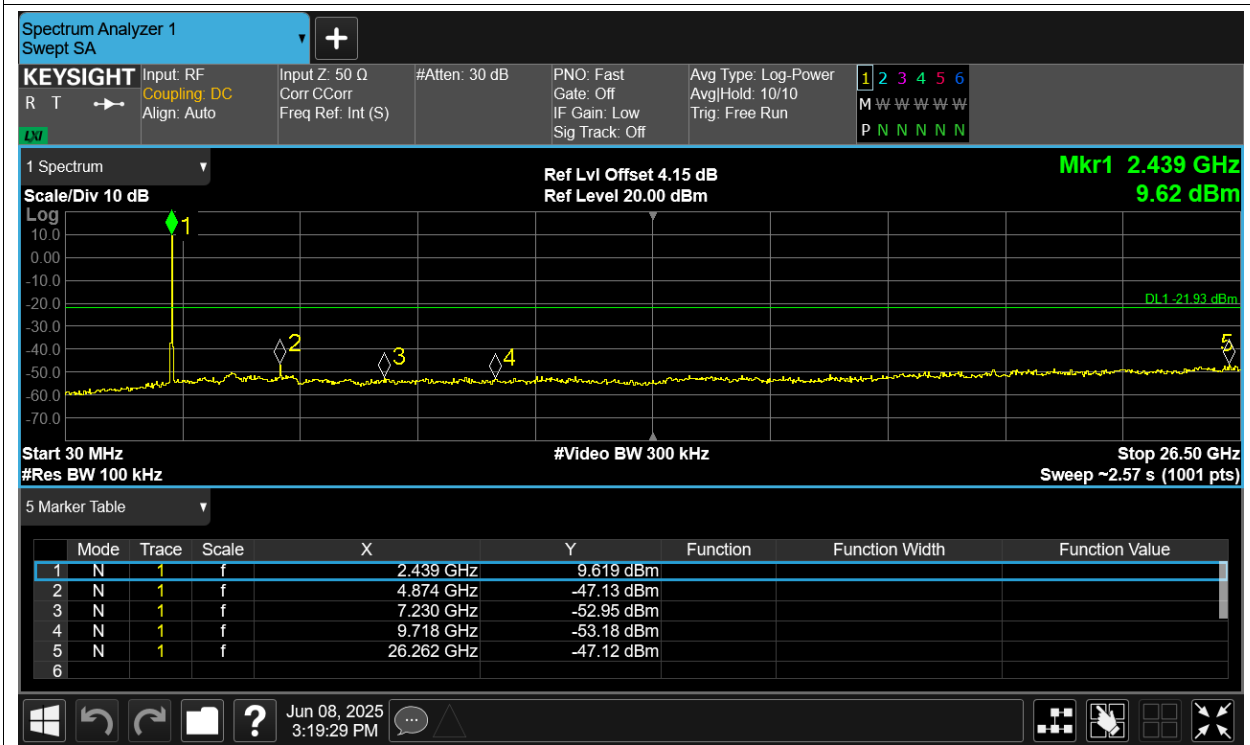 Spectrum Analyzer 1
Swept SA
KEYSIGHT
R T
LXI
Input: RF
Coupling: DC
Align: Auto
Input Z: 50 Ω
Corr CCorr
Freq Ref: Int (S)
#Atten: 30 dB
PNO: Fast
Gate: Off
IF Gain: Low
Sig Track: Off
Avg Type: Log-Power
Avg|Hold: 10/10
Trig: Free Run
1 2 3 4 5 6
M W W W W W
P N N N N N
1 Spectrum
Scale/Div 10 dB
Ref Lvl Offset 4.15 dB
Ref Level 20.00 dBm
Mkr1 2.439 GHz
9.62 dBm
Log
10.0
0.00
-10.0
-20.0
-30.0
-40.0
-50.0
-60.0
-70.0
1
2
3
4
5
DL1 -21.93 dBm
Start 30 MHz
#Res BW 100 kHz
#Video BW 300 kHz
Stop 26.50 GHz
Sweep ~2.57 s (1001 pts)
5 Marker Table
Mode Trace Scale X Y Function Function Width Function Value
1 N 1 f 2.439 GHz 9.619 dBm
2 N 1 f 4.874 GHz -47.13 dBm
3 N 1 f 7.230 GHz -52.95 dBm
4 N 1 f 9.718 GHz -53.18 dBm
5 N 1 f 26.262 GHz -47.12 dBm
6
?
Jun 08, 2025
3:19:29 PM